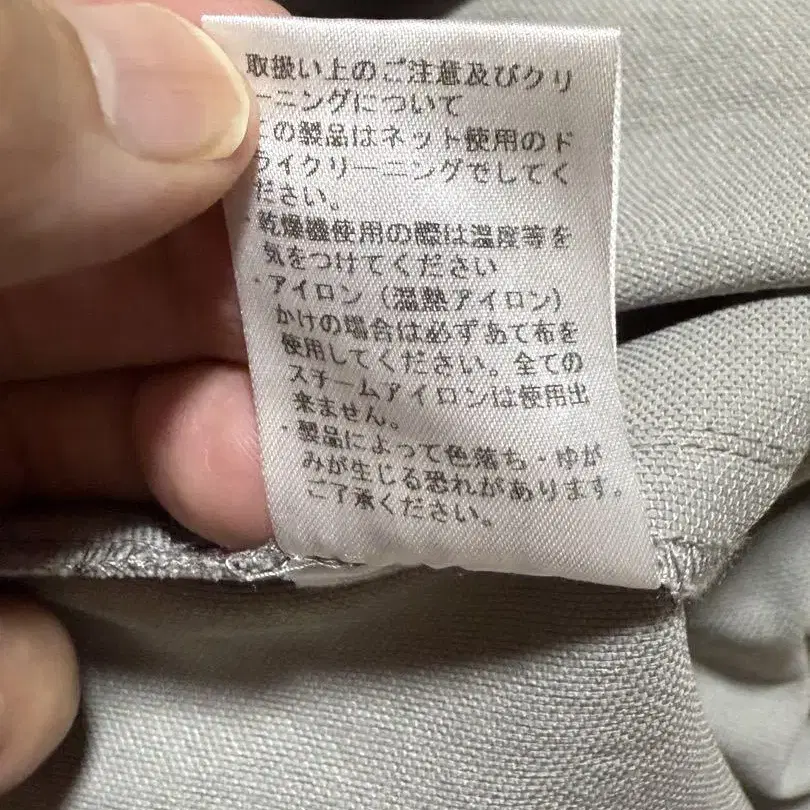 取扱い上のご注意及びクリ
ーニングについて
この製品はネット使用のド
ライクリーニングでしてく
ださい。
・乾燥機使用の際は温度等を
気をつけてください
・アイロン（温熱アイロン）
かけの場合は必ずあて布を
使用してください。全ての
スチームアイロンは使用出
来ません。
・製品によって色落ち・ゆが
みが生じる恐れがあります。
ご了承ください。